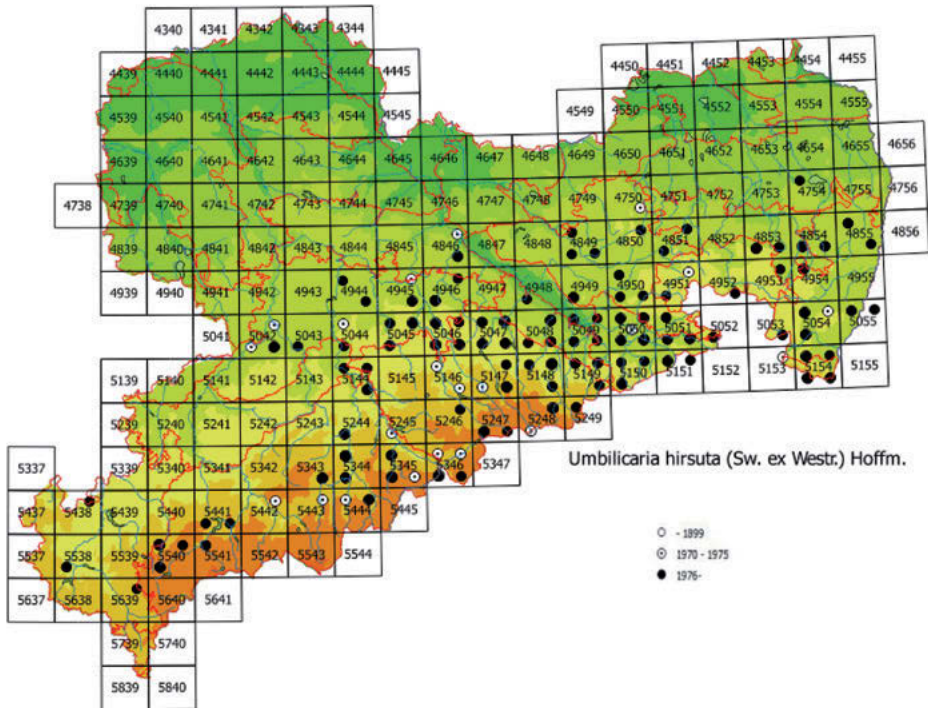 4340 4341 4342 4343 4344
4439 4440 4441 4442 4443 4444 4445 4450 4451 4452 4453 4454 4455
4539 4540 4541 4542 4543 4544 4545 4549 4550 4551 4552 4553 4554 4555
4639 4640 4641 4642 4643 4644 4645 4646 4647 4648 4649 4650 4651 4652 4653 4654 4655 4656
4738 4739 4740 4741 4742 4743 4744 4745 4746 4747 4748 4749 4750 4751 4752 4753 4754 4755 4756
4839 4840 4841 4842 4843 4844 4845 4846 4847 4848 4849 4850 4851 4852 4853 4854 4855 4856
4939 4940 4941 4942 4943 4944 4945 4946 4947 4948 4949 4950 4951 4952 4953 4954 4955
5041 5042 5043 5044 5045 5046 5047 5048 5049 5050 5051 5052 5053 5054 5055
5139 5140 5141 5142 5143 5144 5145 5146 5147 5148 5149 5150 5151 5152 5153 5154 5155
5239 5240 5241 5242 5243 5244 5245 5246 5247 5248 5249
5337 5339 5340 5341 5342 5343 5344 5345 5346 5347
Umbilicaria hirsuta (Sw. ex Westr.) Hoffm.
5437 5438 5439 5440 5441 5442 5443 5444 5445
- 1899
5537 5538 5539 5540 5541 5542 5543 5544
1970 - 1975
1976-
5637 5638 5639 5640 5641
5739 5740
5839 5840